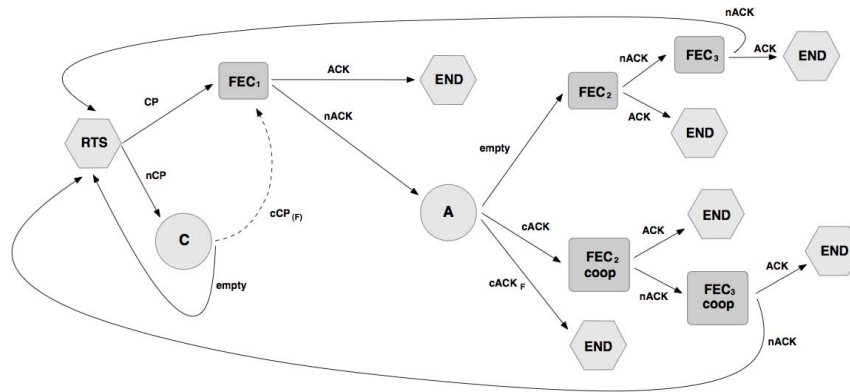 nACK
nACK
FEC3
ACK
END
CP
FEC1
ACK
END
FEC2
ACK
END
RTS
nACK
empty
nCP
C
cCP (F)
A
cACK
ACK
END
empty
cACK F
FEC2
coop
nACK
FEC3
coop
ACK
END
END
nACK